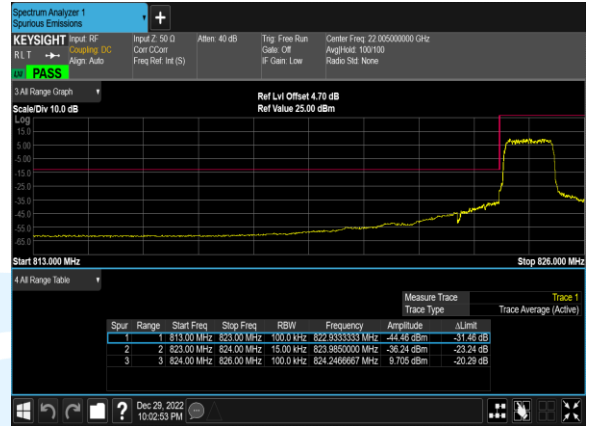 Spectrum Analyzer 1
Spurious Emissions
KEYSIGHT Input: RF Input Z: 50 Ω Atten: 40 dB Trig: Free Run Center Freq: 22.005000000 GHz
RLT Coupling: DC Corr CCorr Gate: Off Avg|Hold: 100/100
Align: Auto Freq Ref: Int (S) IF Gain: Low Radio Std: None
PASS
3 All Range Graph
Ref Lvl Offset 4.70 dB
Scale/Div 10.0 dB Ref Value 25.00 dBm
Log
15.0
5.00
-5.00
-15.0
-25.0
-35.0
-45.0
-55.0
-65.0
Start 813.000 MHz Stop 826.000 MHz
4 All Range Table
Measure Trace Trace 1
Trace Type Trace Average (Active)
Spur Range Start Freq Stop Freq RBW Frequency Amplitude ΔLimit
1 1 813.00 MHz 823.00 MHz 100.0 kHz 822.9333333 MHz -44.46 dBm -31.46 dB
2 2 823.00 MHz 824.00 MHz 15.00 kHz 823.9850000 MHz -36.24 dBm -23.24 dB
3 3 824.00 MHz 826.00 MHz 100.0 kHz 824.2466667 MHz 9.705 dBm -20.29 dB
Dec 29, 2022
10:02:53 PM